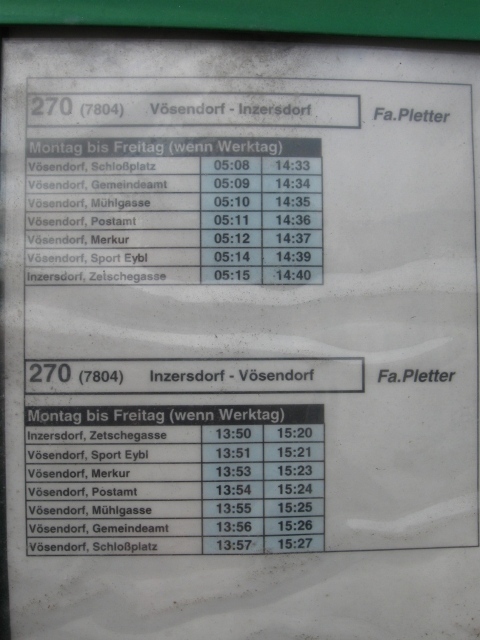 270 (7804) Vösendorf - Inzersdorf Fa.Pletter
Montag bis Freitag (wenn Werktag)
Vösendorf, Schloßplatz 05:08 14:33
Vösendorf, Gemeindeamt 05:09 14:34
Vösendorf, Mühlgasse 05:10 14:35
Vösendorf, Postamt 05:11 14:36
Vösendorf, Merkur 05:12 14:37
Vösendorf, Sport Eybl 05:14 14:39
Inzersdorf, Zetschegasse 05:15 14:40
270 (7804) Inzersdorf - Vösendorf Fa.Pletter
Montag bis Freitag (wenn Werktag)
Inzersdorf, Zetschegasse 13:50 15:20
Vösendorf, Sport Eybl 13:51 15:21
Vösendorf, Merkur 13:53 15:23
Vösendorf, Postamt 13:54 15:24
Vösendorf, Mühlgasse 13:55 15:25
Vösendorf, Gemeindeamt 13:56 15:26
Vösendorf, Schloßplatz 13:57 15:27